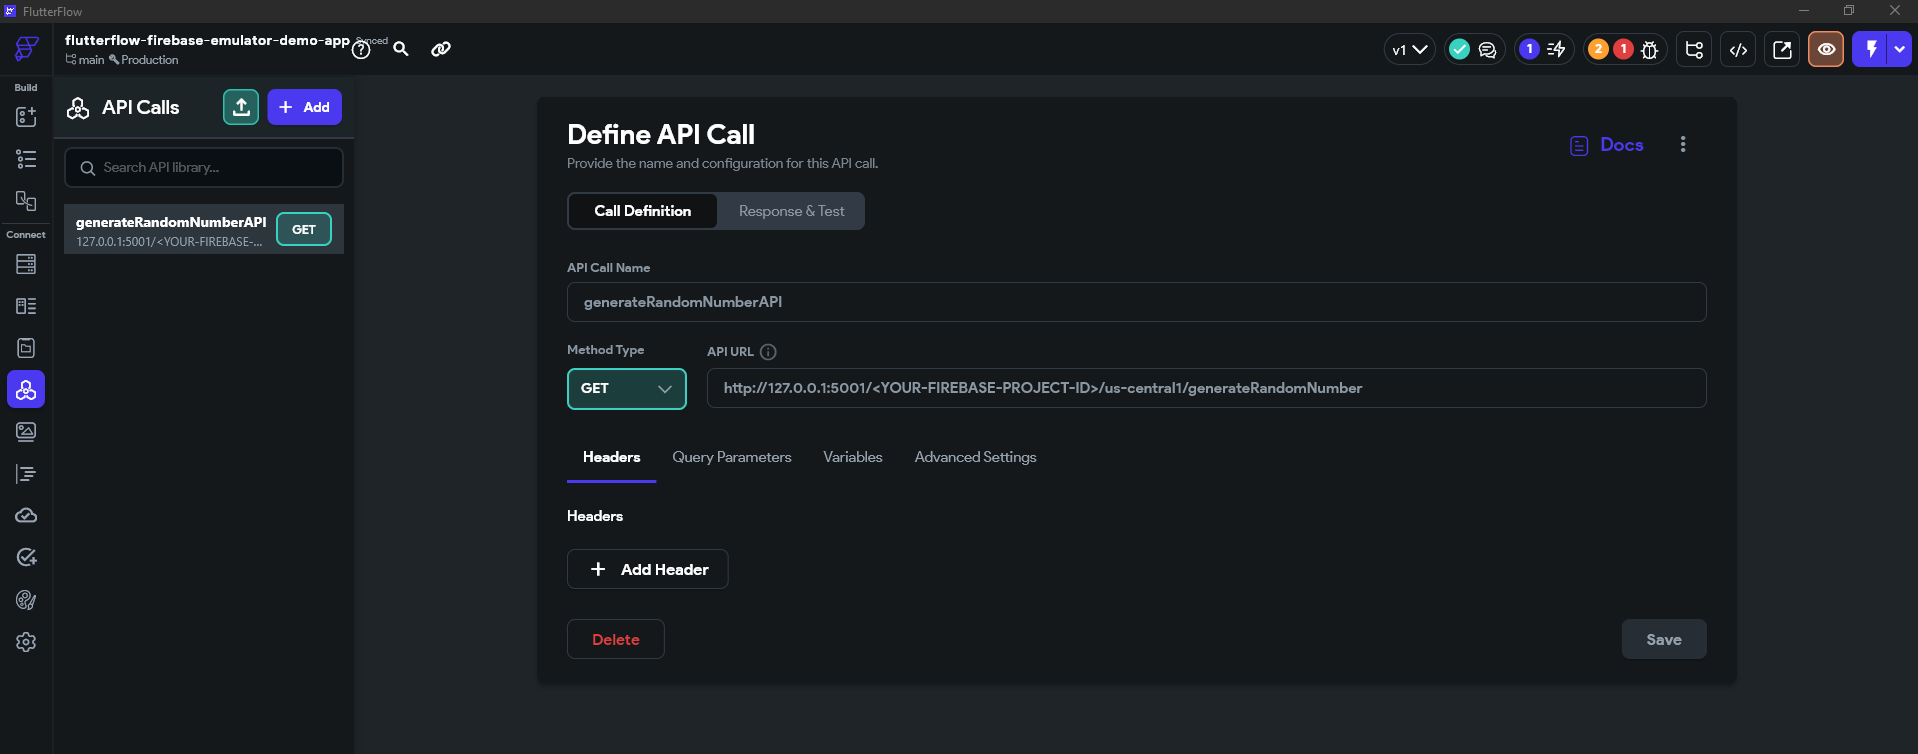 FlutterFlow
flutterflow-firebase-emulator-demo-app
Synced
main Production
v1
1
2
1
Build
Connect
API Calls
Add
Search API library...
generateRandomNumberAPI
127.0.0.1:5001/<YOUR-FIREBASE-...
GET
Define API Call
Provide the name and configuration for this API call.
Docs
Call Definition
Response & Test
API Call Name
generateRandomNumberAPI
Method Type
API URL
GET
http://127.0.0.1:5001/<YOUR-FIREBASE-PROJECT-ID>/us-central1/generateRandomNumber
Headers
Query Parameters
Variables
Advanced Settings
Headers
Add Header
Delete
Save